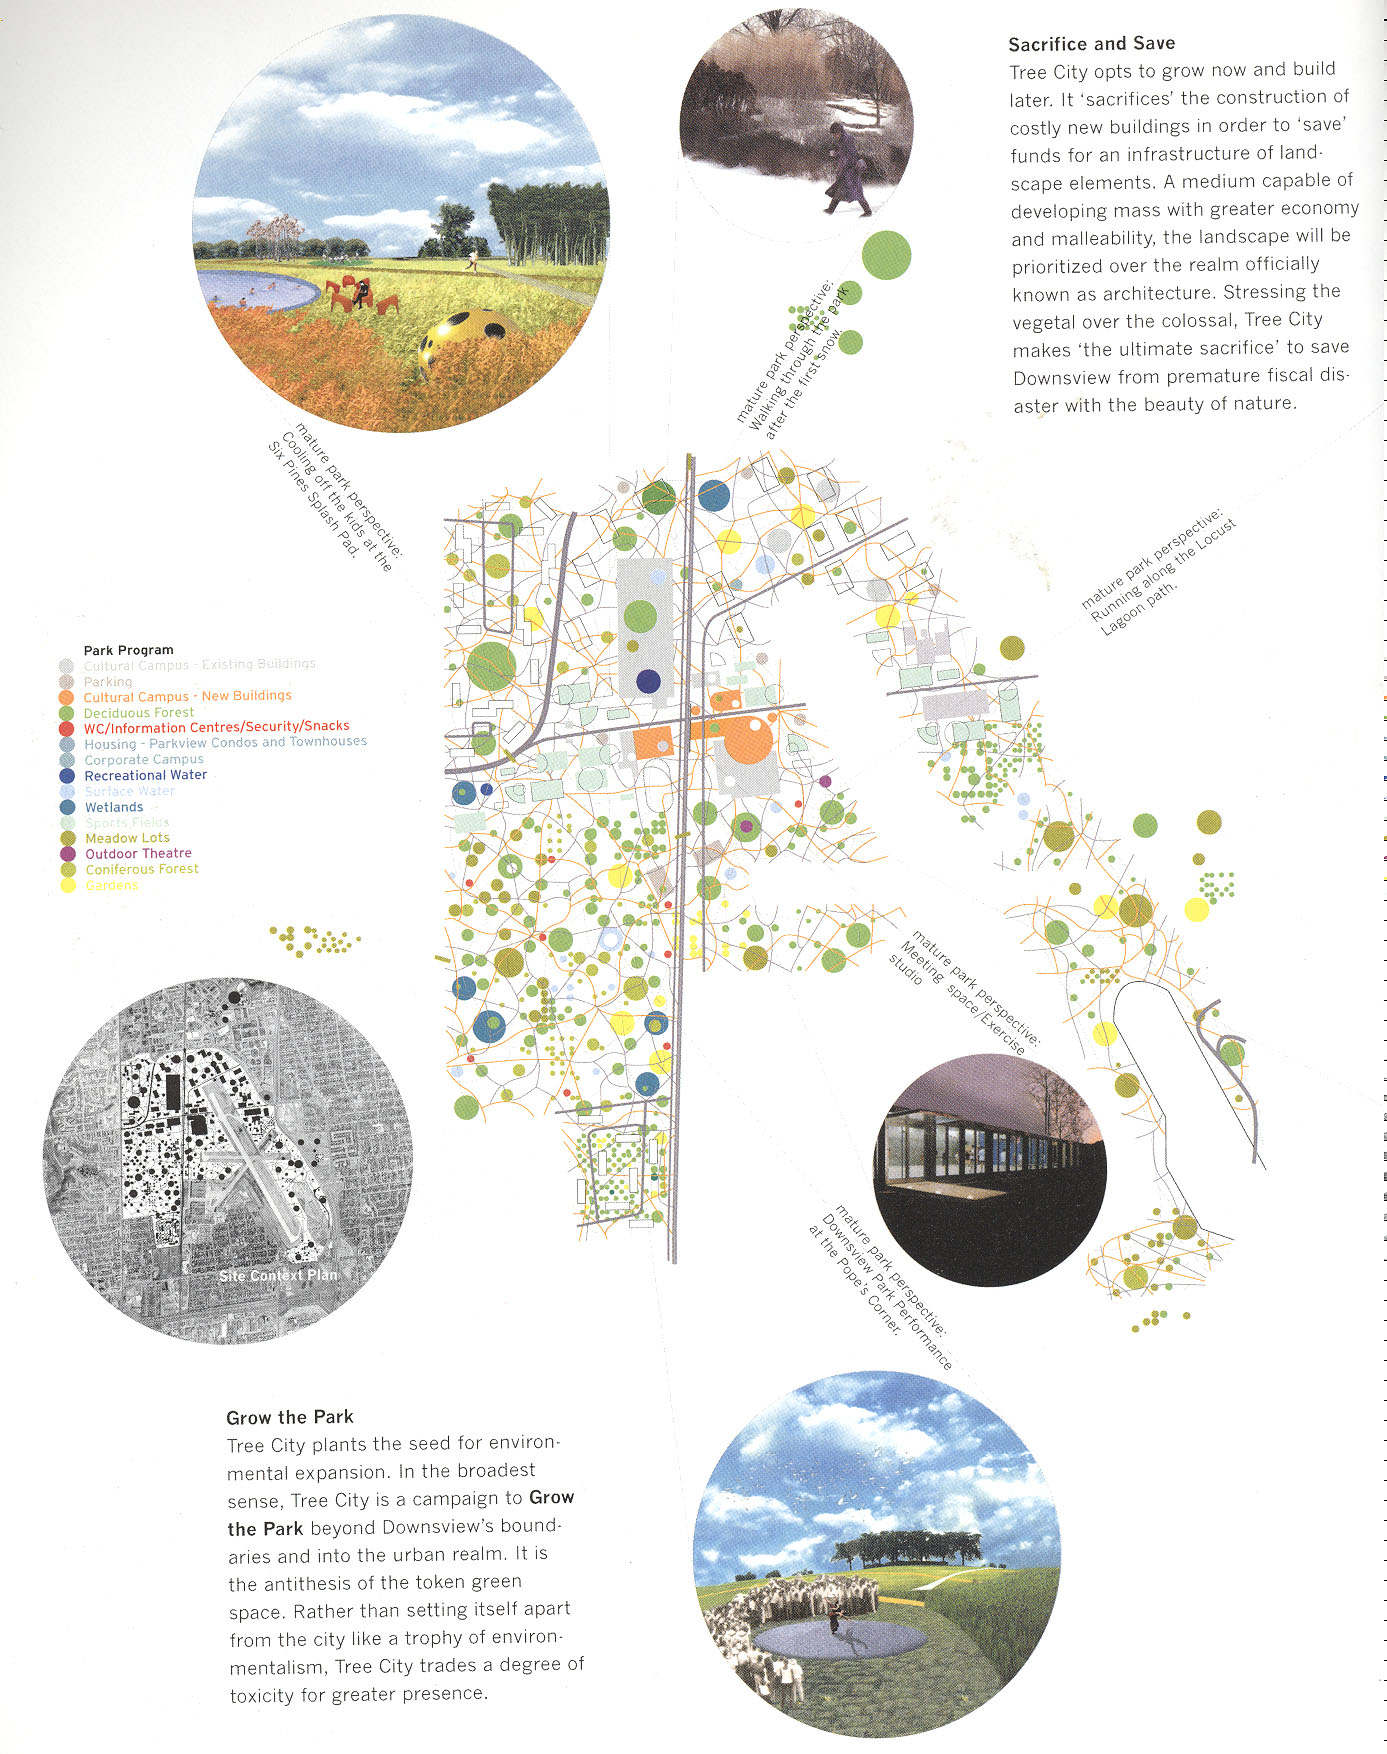 Sacrifice and Save
Tree City opts to grow now and build
later. It ‘sacrifices’ the construction of
costly new buildings in order to ‘save’
funds for an infrastructure of land-
scape elements. A medium capable of
developing mass with greater economy
and malleability, the landscape will be
prioritized over the realm officially
known as architecture. Stressing the
vegetal over the colossal, Tree City
makes ‘the ultimate sacrifice’ to save
Downsview from premature fiscal dis-
aster with the beauty of nature.
mature park perspective:
Walking through the park
after the first snow.
mature park perspective:
Cooling off the kids at the
Six Pines Splash Pad.
mature park perspective:
Running along the Locust
Lagoon path.
Park Program
Cultural Campus - Existing Buildings
Parking
Cultural Campus - New Buildings
Deciduous Forest
WC/Information Centres/Security/Snacks
Housing - Parkview Condos and Townhouses
Corporate Campus
Recreational Water
Surface Water
Wetlands
Sports Fields
Meadow Lots
Outdoor Theatre
Coniferous Forest
Gardens
mature park perspective:
Meeting space/Exercise
studio
Site Context Plan
mature park perspective:
Downsview Park Performance
at the Pope's Corner.
Grow the Park
Tree City plants the seed for environ-
mental expansion. In the broadest
sense, Tree City is a campaign to Grow
the Park beyond Downsview’s bound-
aries and into the urban realm. It is
the antithesis of the token green
space. Rather than setting itself apart
from the city like a trophy of environ-
mentalism, Tree City trades a degree of
toxicity for greater presence.